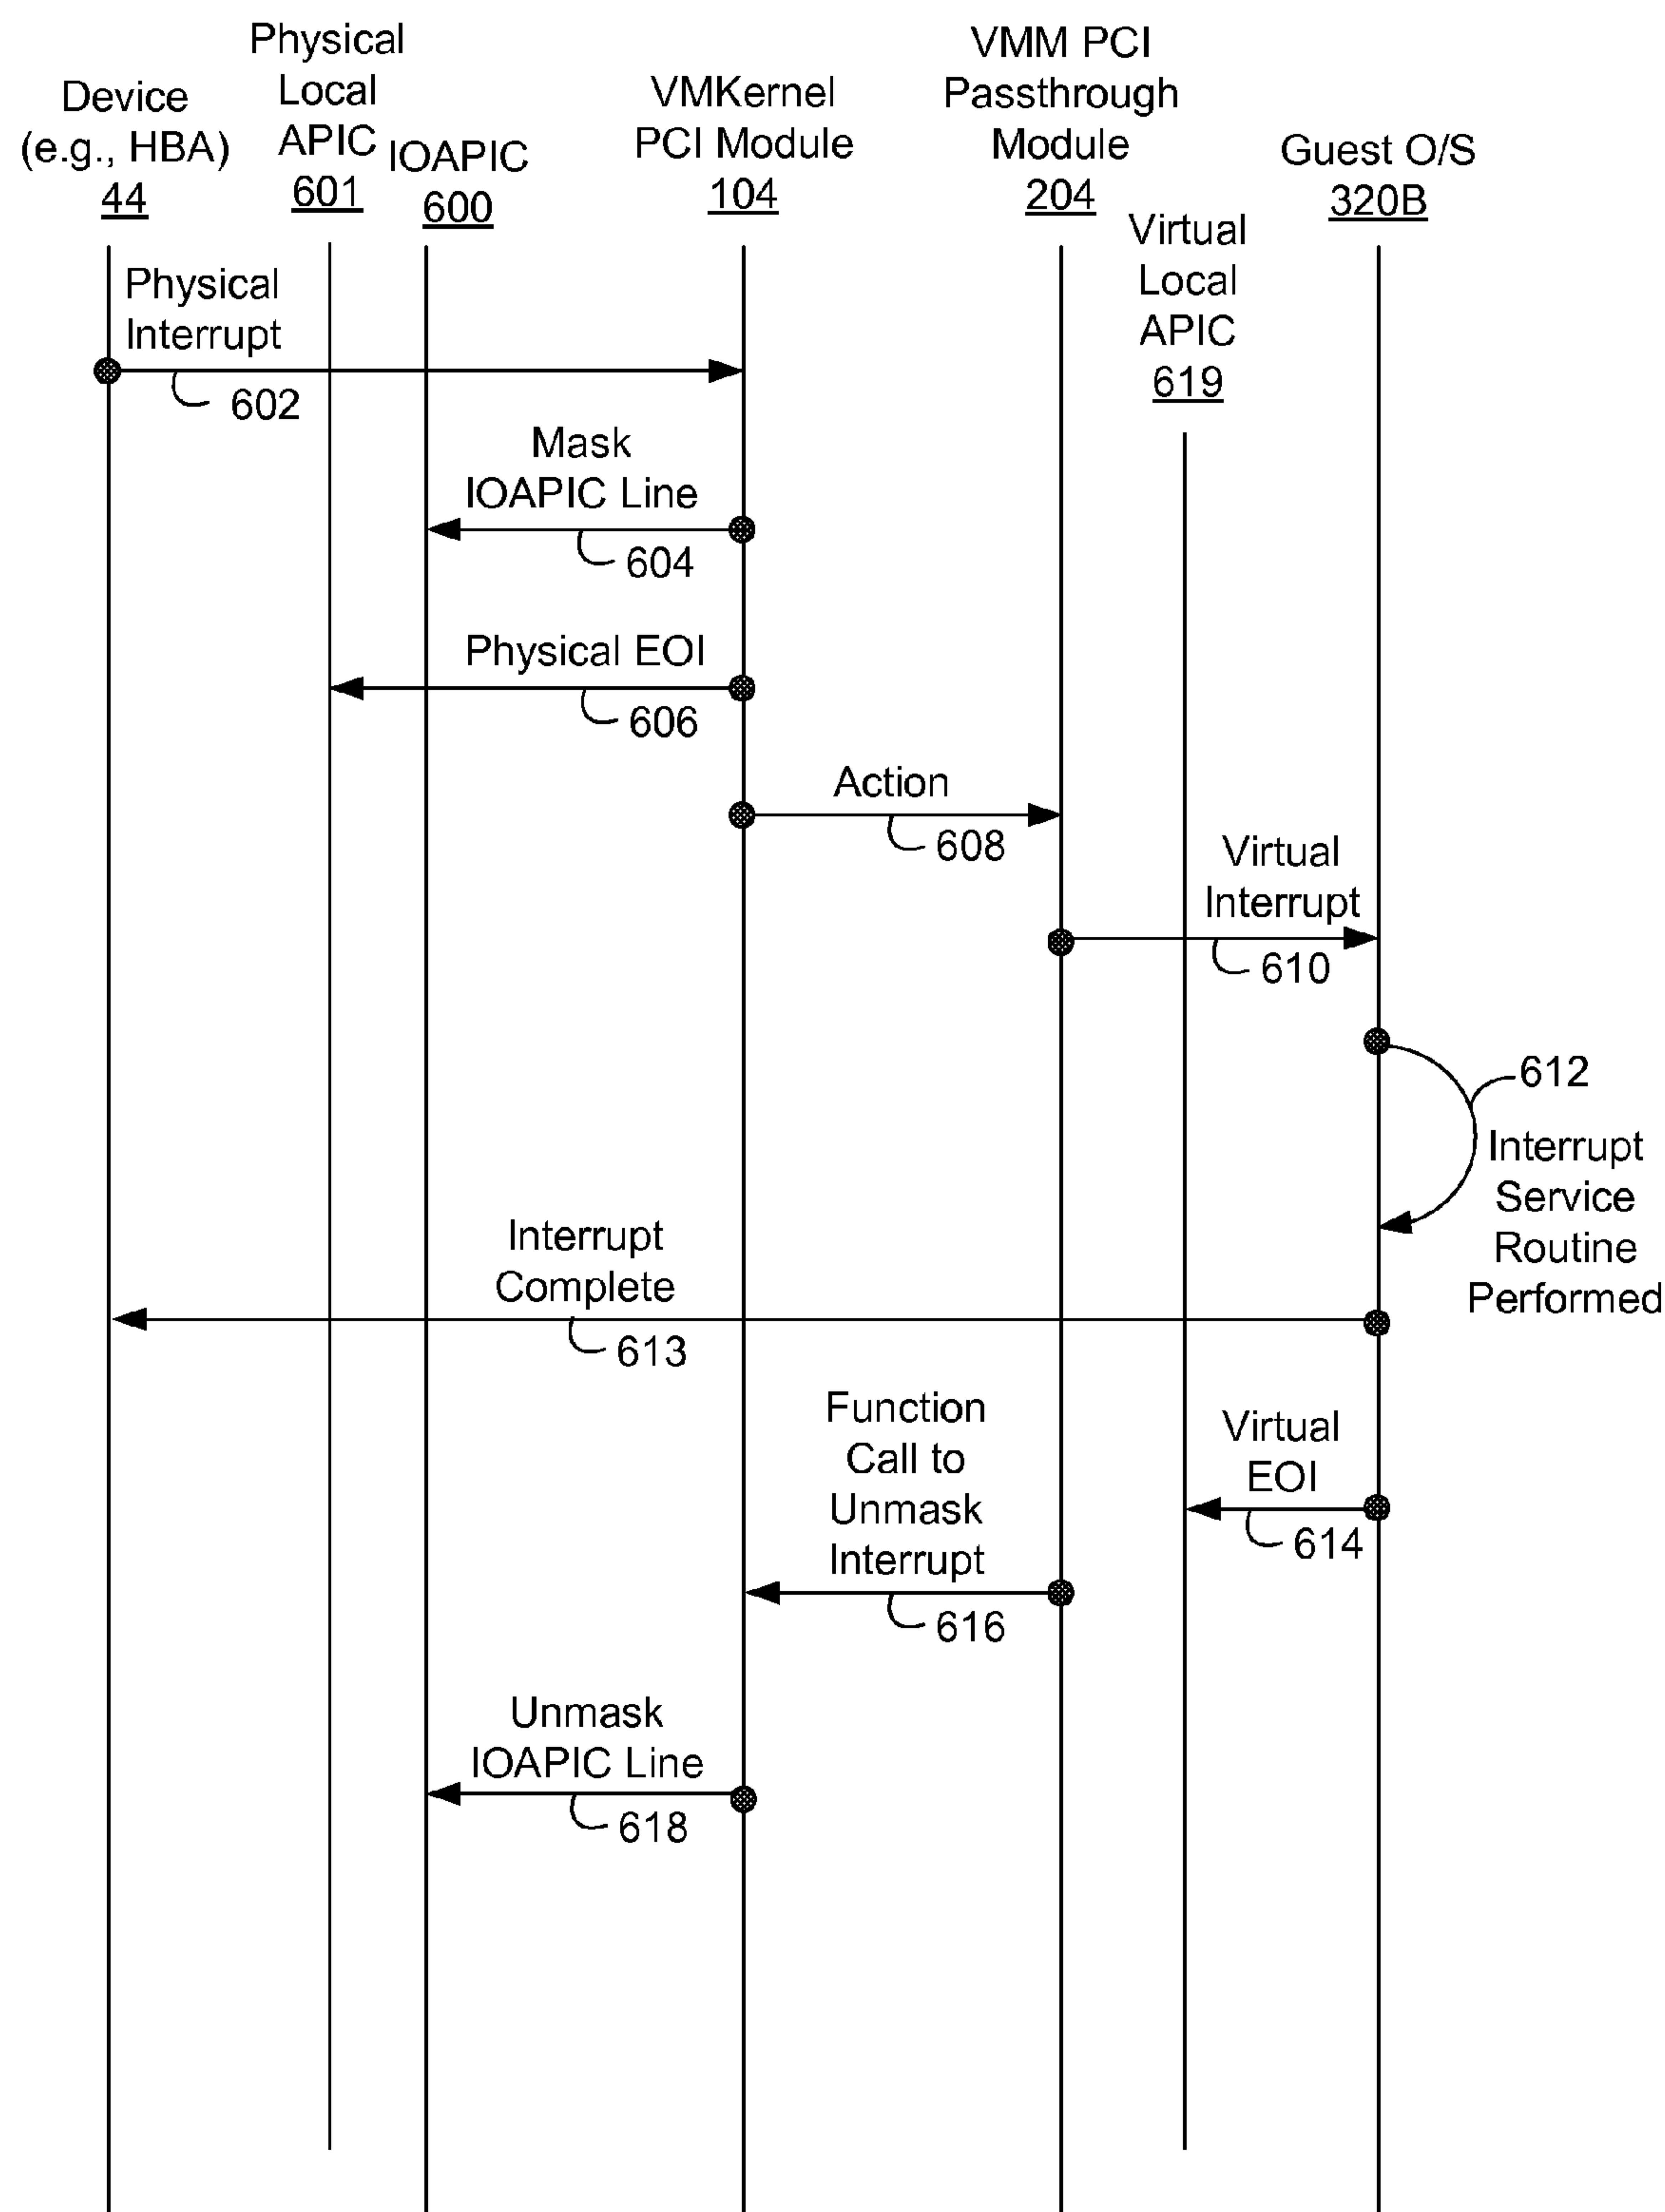 Device
(e.g., HBA)
44
Physical
Local
APIC
601
IOAPIC
600
VMKernel
PCI Module
104
VMM PCI
Passthrough
Module
204
Virtual
Local
APIC
619
Guest O/S
320B
Physical
Interrupt
602
Mask
IOAPIC Line
604
Physical EOI
606
Action
608
Virtual
Interrupt
610
612
Interrupt
Service
Routine
Performed
Interrupt
Complete
613
Virtual
EOI
614
Function
Call to
Unmask
Interrupt
616
Unmask
IOAPIC Line
618